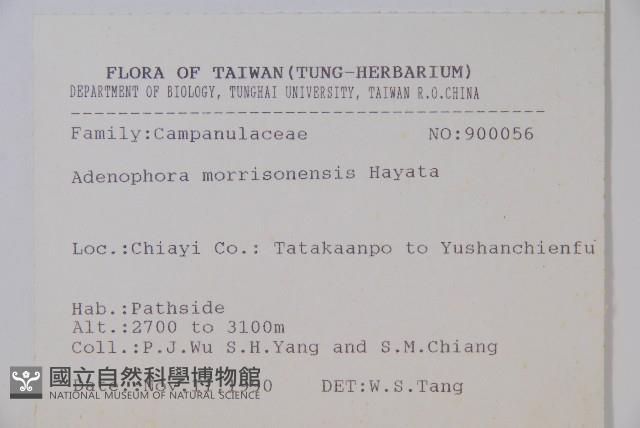 FLORA OF TAIWAN(TUNG-HERBARIUM)
DEPARTMENT OF BIOLOGY, TUNGHAI UNIVERSITY, TAIWAN R.O.CHINA
Family:Campanulaceae NO:900056
Adenophora morrisonensis Hayata
Loc.:Chiayi Co.: Tatakaanpo to Yushanchienfu
Hab.:Pathside
Alt.:2700 to 3100m
Coll.:P.J.Wu S.H.Yang and S.M.Chiang
Date.:Nov. DET:W.S.Tang
國立自然科學博物館
NATIONAL MUSEUM OF NATURAL SCIENCE